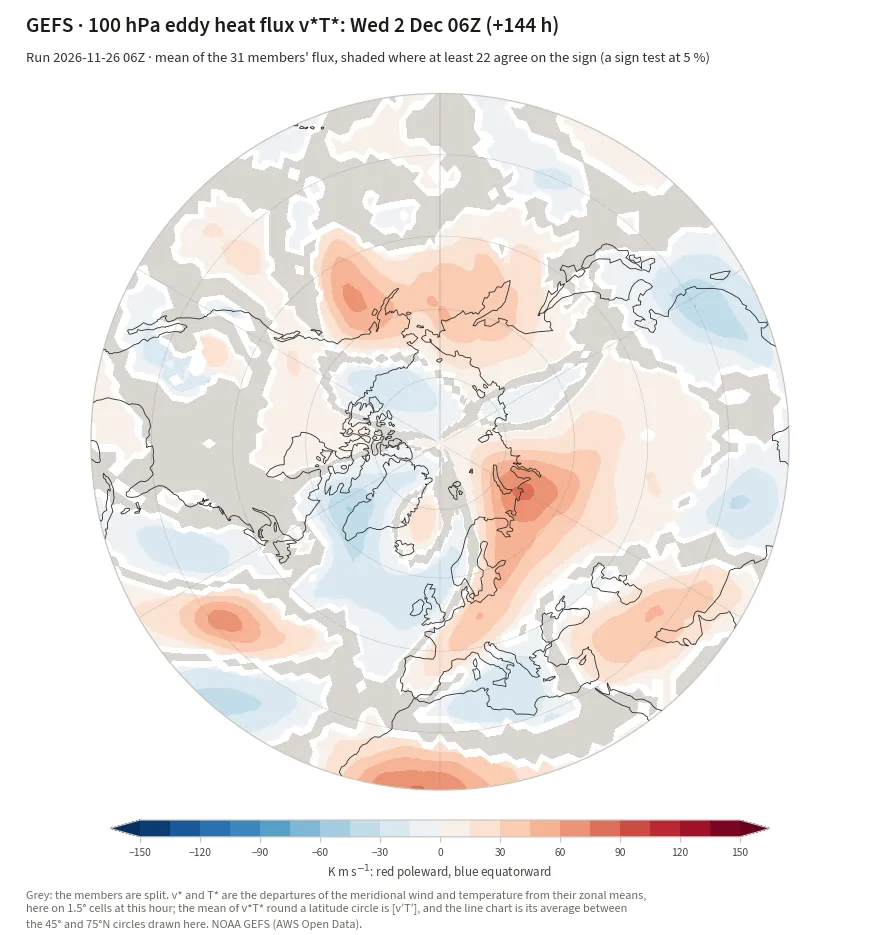 GEFS · 100 hPa eddy heat flux v*T*: Wed 2 Dec 06Z (+144 h)
Run 2026-11-26 06Z · mean of the 31 members' flux, shaded where at least 22 agree on the sign (a sign test at 5 %)
−150 −120 −90 −60 −30 0 30 60 90 120 150
K m s⁻¹: red poleward, blue equatorward
Grey: the members are split. v* and T* are the departures of the meridional wind and temperature from their zonal means,
here on 1.5° cells at this hour; the mean of v*T* round a latitude circle is [v'T'], and the line chart is its average between
the 45° and 75°N circles drawn here. NOAA GEFS (AWS Open Data).